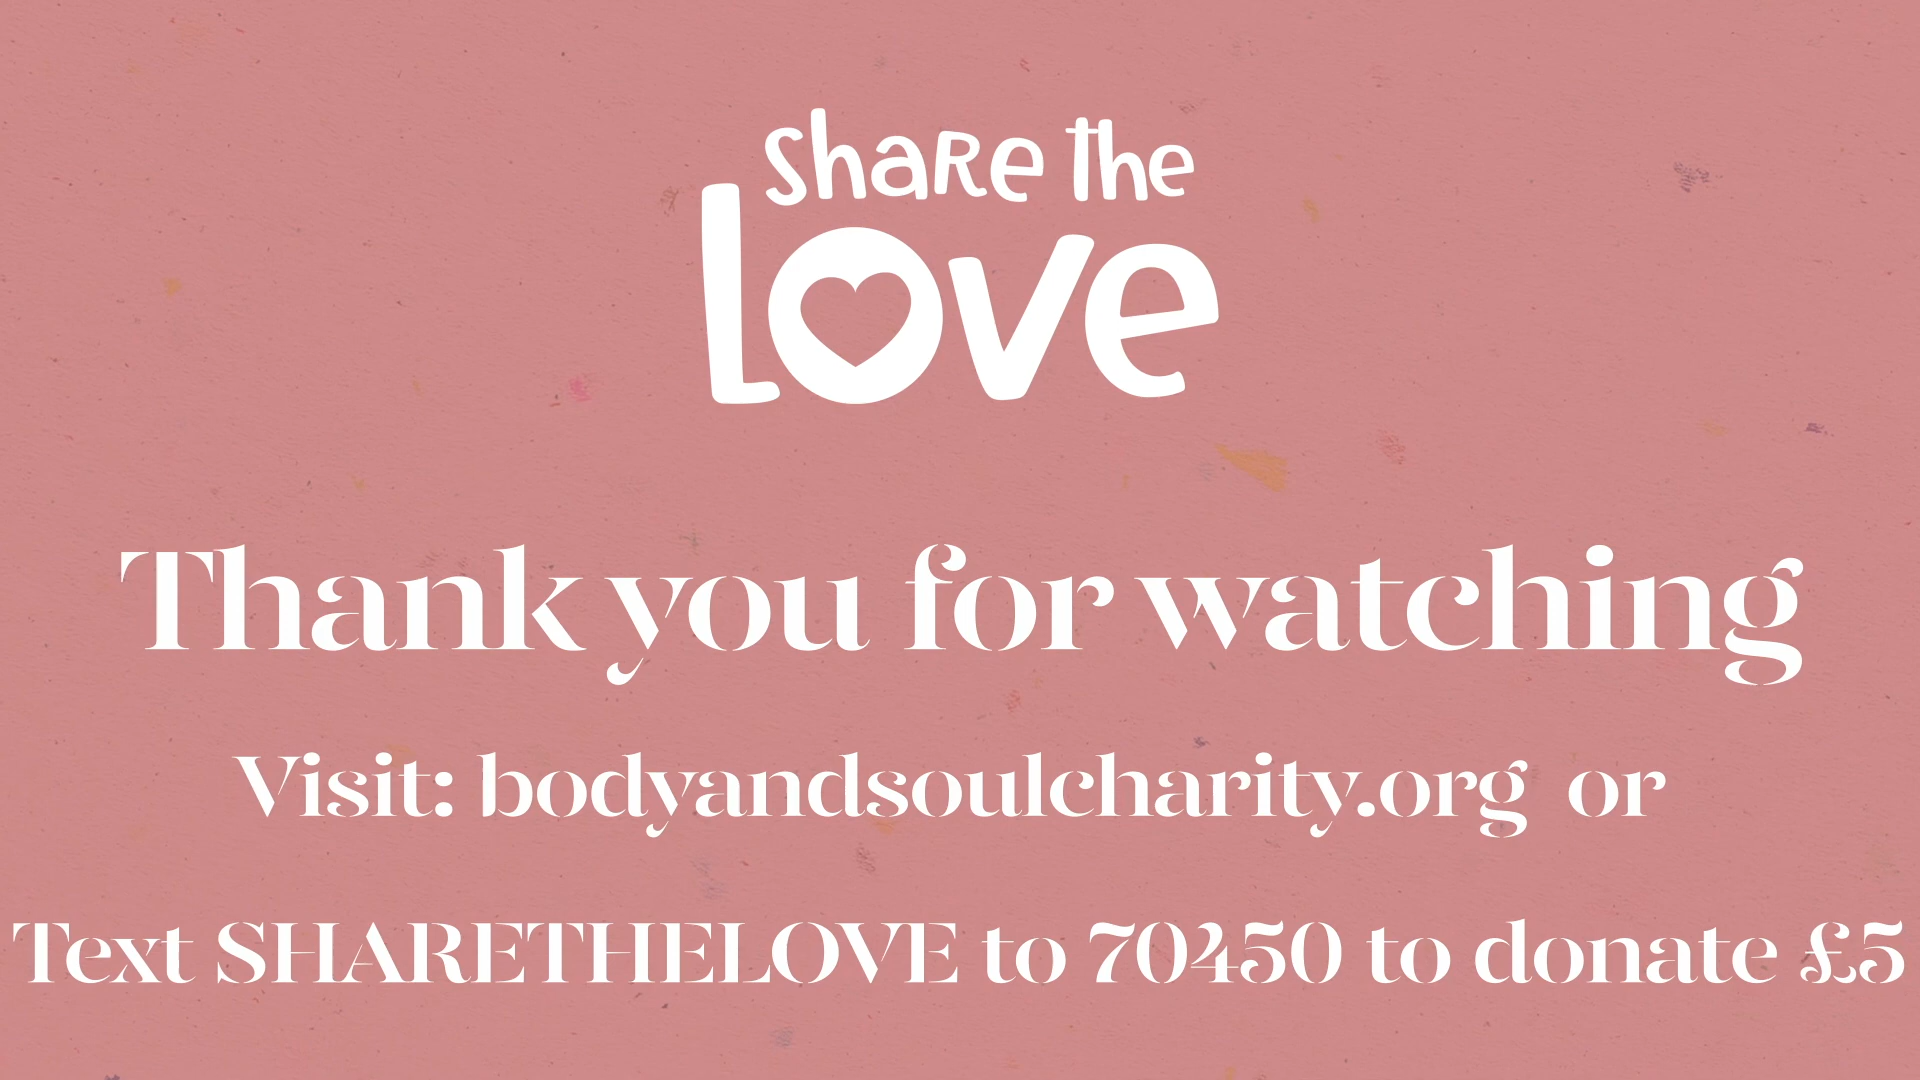 share the
Love
Thank you for watching
Visit: bodyandsoulcharity.org or
Text SHARETHELOVE to 70450 to donate £5